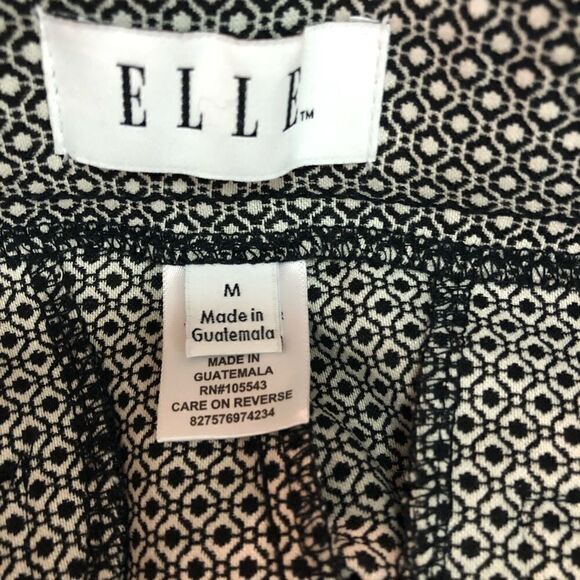 ELLE™
M
Made in
Guatemala
MADE IN
GUATEMALA
RN#105543
CARE ON REVERSE
827576974234